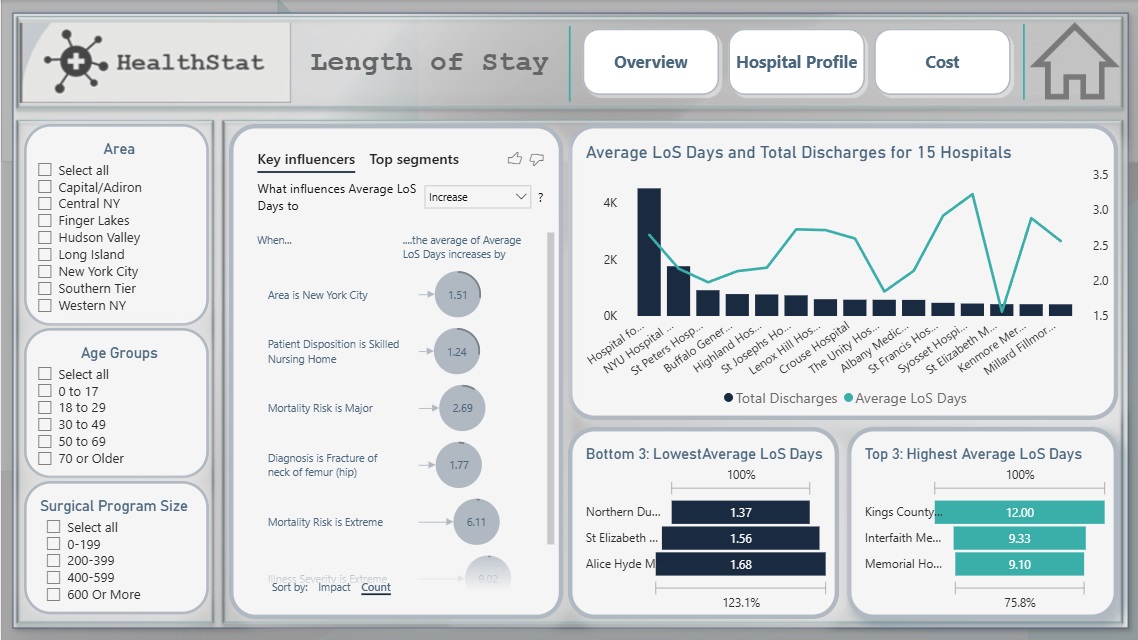 HealthStat
Length of Stay
Overview
Hospital Profile
Cost
Area
Select all
Capital/Adiron
Central NY
Finger Lakes
Hudson Valley
Long Island
New York City
Southern Tier
Western NY
Age Groups
Select all
0 to 17
18 to 29
30 to 49
50 to 69
70 or Older
Surgical Program Size
Select all
0-199
200-399
400-599
600 Or More
Key influencers
Top segments
What influences Average LoS
Days to
Increase
?
When...
....the average of Average
LoS Days increases by
Area is New York City
1.51
Patient Disposition is Skilled
Nursing Home
1.24
Mortality Risk is Major
2.69
Diagnosis is Fracture of
neck of femur (hip)
1.77
Mortality Risk is Extreme
6.11
Illness Severity is Extreme
9.02
Sort by:
Impact
Count
Average LoS Days and Total Discharges for 15 Hospitals
4K
2K
0K
3.5
3.0
2.5
2.0
1.5
Hospital fo...
NYU Hospital ...
St Peters Hosp...
Buffalo Gener...
Highland Hos...
St Josephs Ho...
Lenox Hill Hos...
Crouse Hospital
The Unity Hos...
Albany Medic...
St Francis Hos...
Syosset Hospi...
St Elizabeth M...
Kenmore Mer...
Millard Fillmor...
Total Discharges
Average LoS Days
Bottom 3: LowestAverage LoS Days
100%
Northern Du...
1.37
St Elizabeth ...
1.56
Alice Hyde M
1.68
123.1%
Top 3: Highest Average LoS Days
100%
Kings County...
12.00
Interfaith Me...
9.33
Memorial Ho...
9.10
75.8%